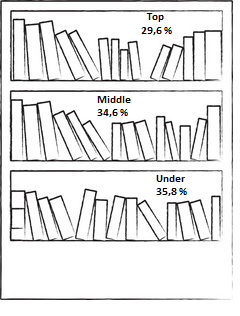 Top
29,6 %
Middle
34,6 %
Under
35,8 %